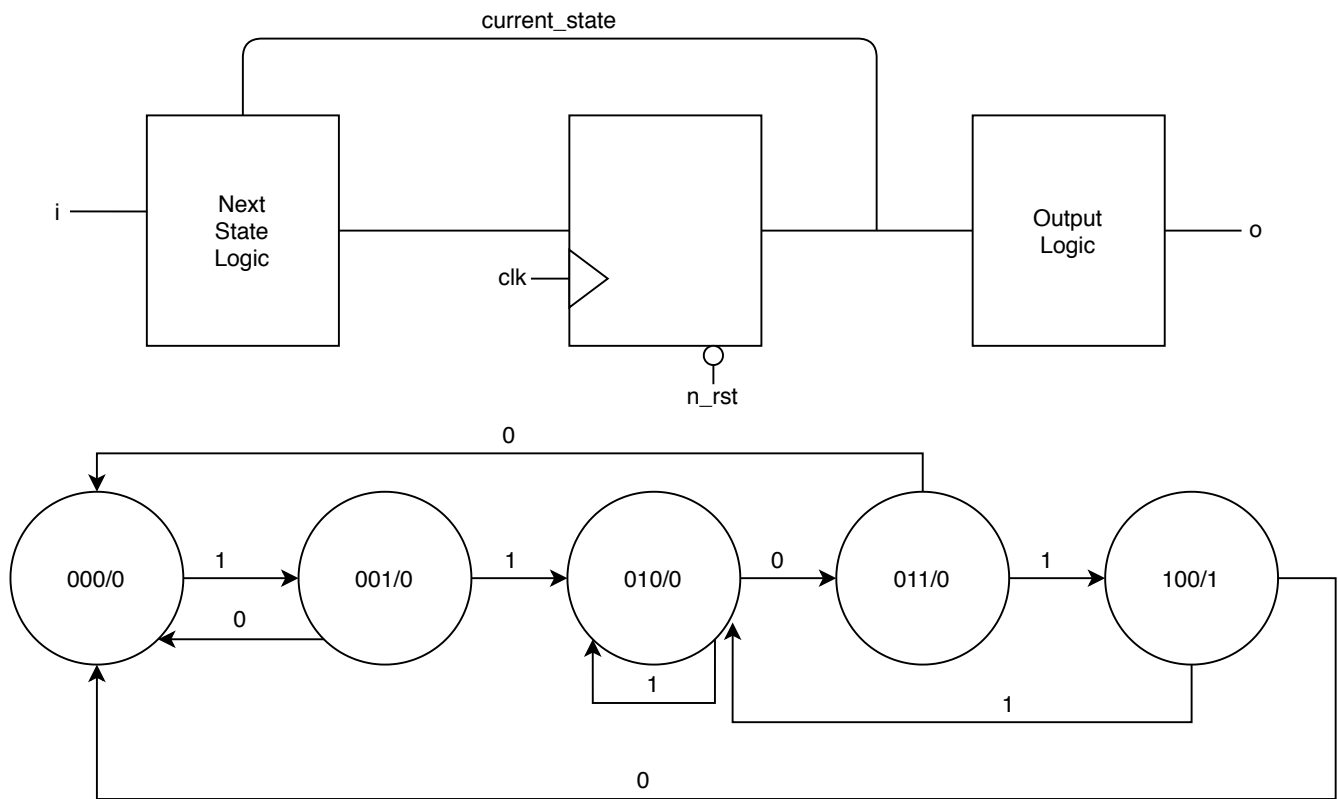 current_state
i
Next
State
Logic
clk
n_rst
Output
Logic
o
0
000/0
1
001/0
1
010/0
0
011/0
1
100/1
0
1
1
0